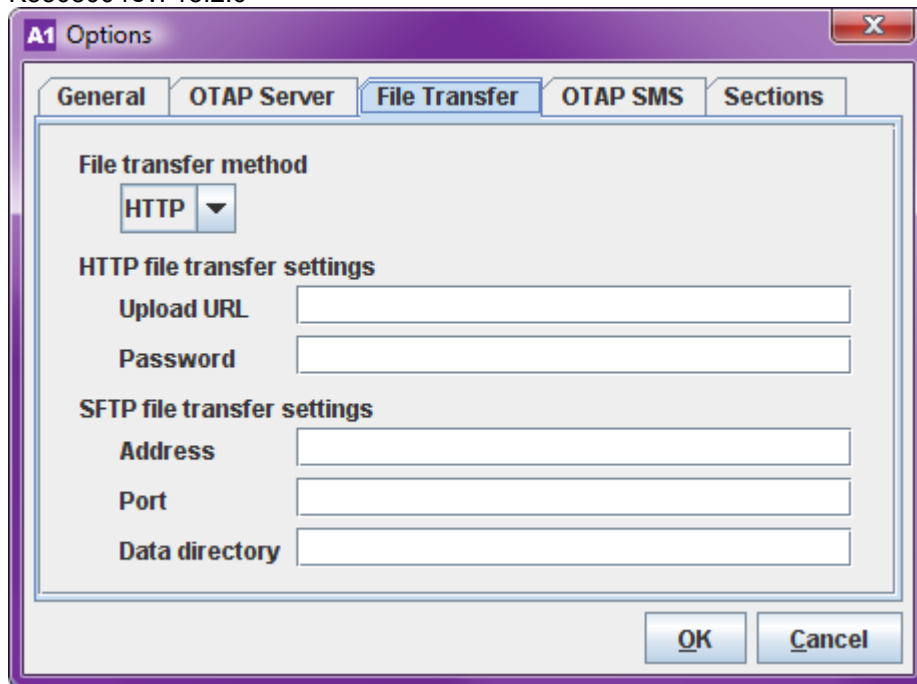 A1 Options
General OTAP Server File Transfer OTAP SMS Sections
File transfer method
HTTP
HTTP file transfer settings
Upload URL
Password
SFTP file transfer settings
Address
Port
Data directory
OK Cancel